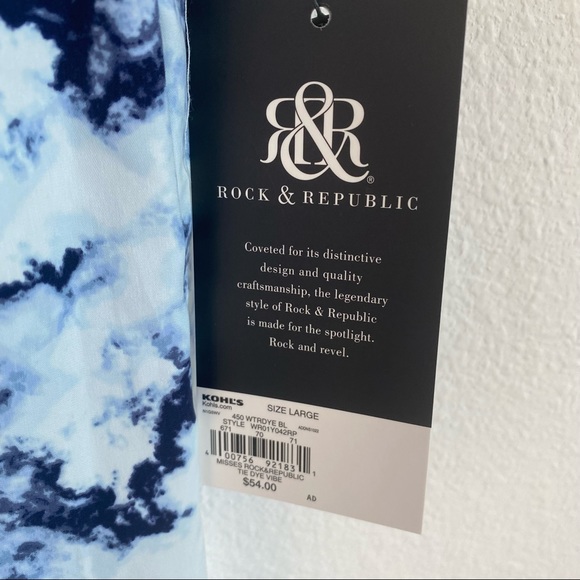 R&R®
ROCK & REPUBLIC
Coveted for its distinctive
design and quality
craftsmanship, the legendary
style of Rock & Republic
is made for the spotlight.
Rock and revel.
KOHL'S SIZE LARGE
Kohls.com
450 WTRDYE BL
STYLE WR01Y042RP
671 70 71
4 00756 92183 1
MISSES ROCK&REPUBLIC
TIE DYE VIBE
$54.00 AD